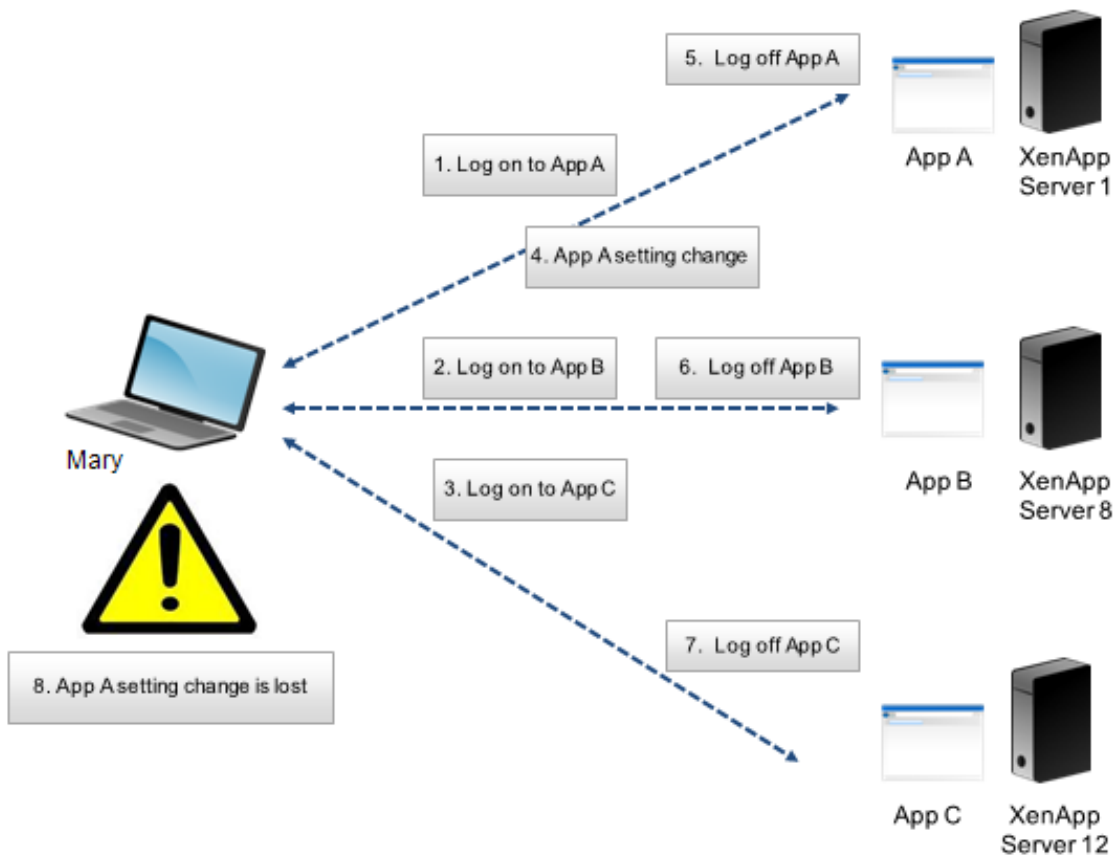 5. Log off App A
1. Log on to App A
App A
XenApp
Server 1
4. App A setting change
2. Log on to App B
6. Log off App B
Mary
3. Log on to App C
App B
XenApp
Server 8
7. Log off App C
8. App A setting change is lost
App C
XenApp
Server 12